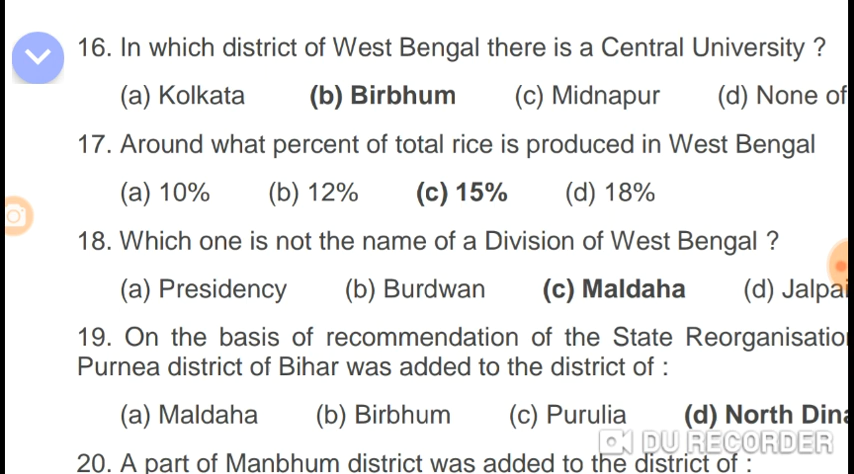 16. In which district of West Bengal there is a Central University ?
(a) Kolkata (b) Birbhum (c) Midnapur (d) None of
17. Around what percent of total rice is produced in West Bengal
(a) 10% (b) 12% (c) 15% (d) 18%
18. Which one is not the name of a Division of West Bengal ?
(a) Presidency (b) Burdwan (c) Maldaha (d) Jalpai
19. On the basis of recommendation of the State Reorganisatio
Purnea district of Bihar was added to the district of :
(a) Maldaha (b) Birbhum (c) Purulia (d) North Dina
DU RECORDER
20. A part of Manbhum district was added to the district of :